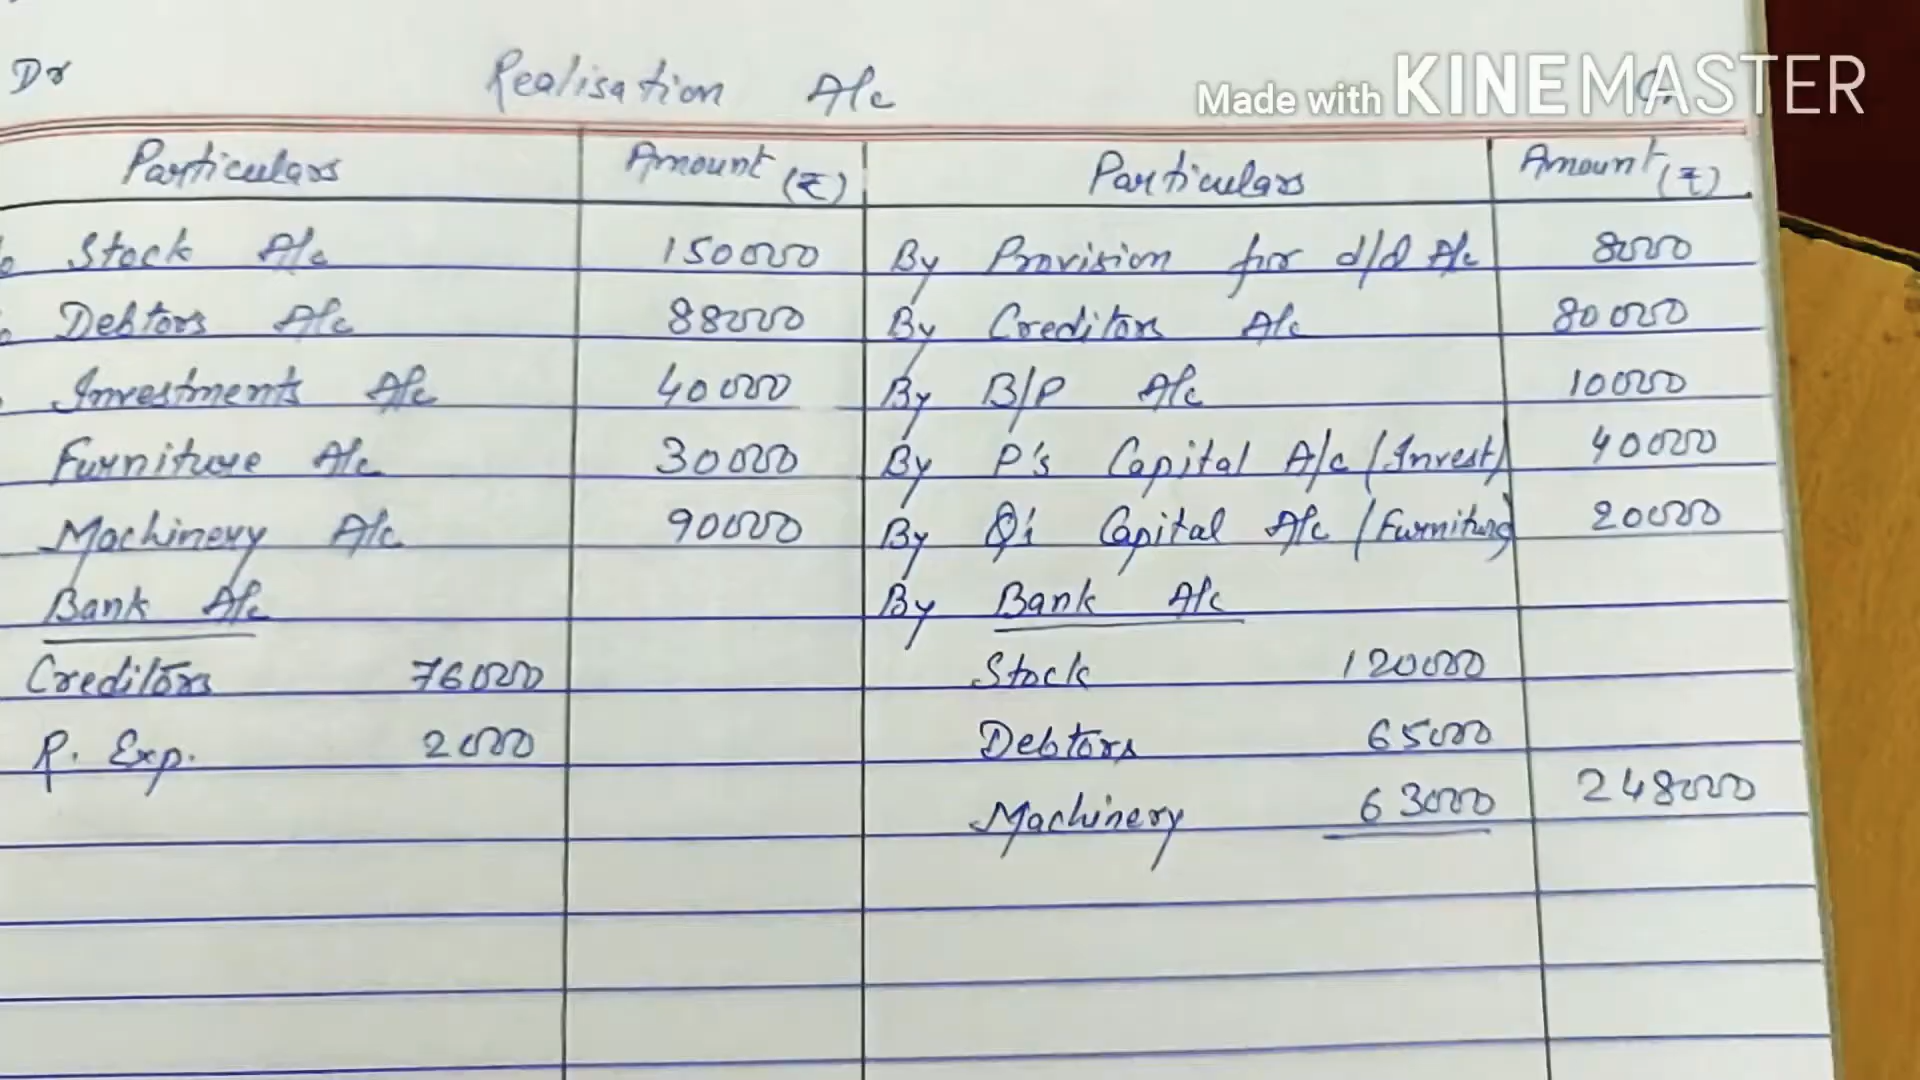 Dr Realisation A/c Cr
Made with KINEMASTER
Particulars Amount (₹) Particulars Amount (₹)
Stock A/c 150000 By Provision for d/d A/c 8000
Debtors A/c 88000 By Creditors A/c 80000
Investments A/c 40000 By B/P A/c 10000
Furniture A/c 30000 By P's Capital A/c (Invest) 40000
Machinery A/c 90000 By Q's Capital A/c (Furniture) 20000
Bank A/c By Bank A/c
Creditors 76000 Stock 120000
R. Exp. 2000 Debtors 65000
Machinery 63000 248000